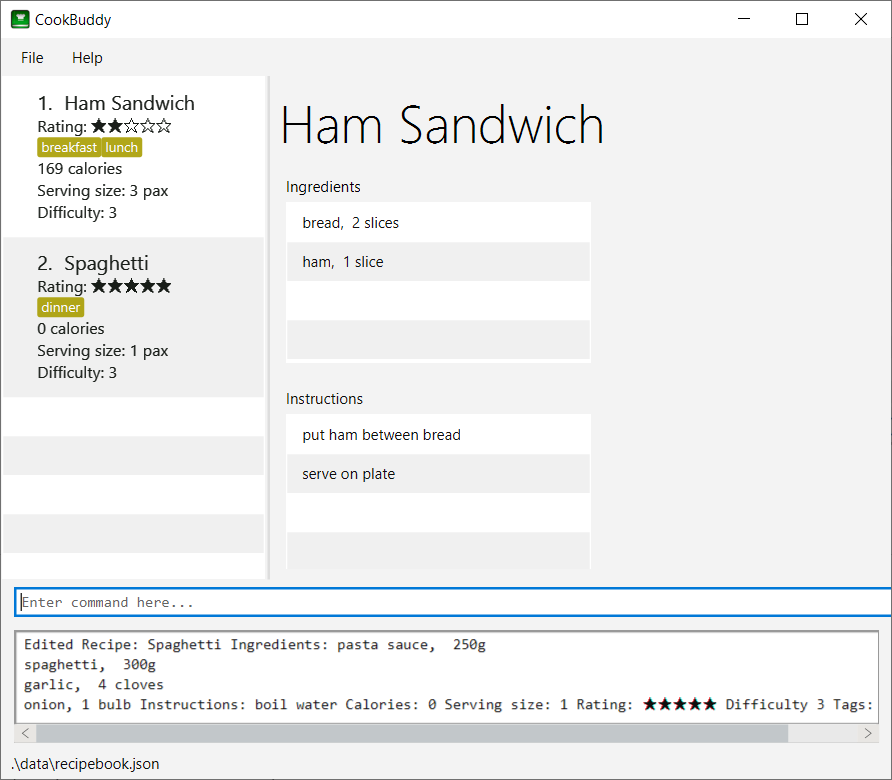 CookBuddy
File Help
1. Ham Sandwich
Rating: ★★☆☆☆
breakfast lunch
169 calories
Serving size: 3 pax
Difficulty: 3
2. Spaghetti
Rating: ★★★★★
dinner
0 calories
Serving size: 1 pax
Difficulty: 3
Ham Sandwich
Ingredients
bread, 2 slices
ham, 1 slice
Instructions
put ham between bread
serve on plate
Enter command here...
Edited Recipe: Spaghetti Ingredients: pasta sauce, 250g
spaghetti, 300g
garlic, 4 cloves
onion, 1 bulb Instructions: boil water Calories: 0 Serving size: 1 Rating: ★★★★★ Difficulty 3 Tags:
.\data\recipebook.json